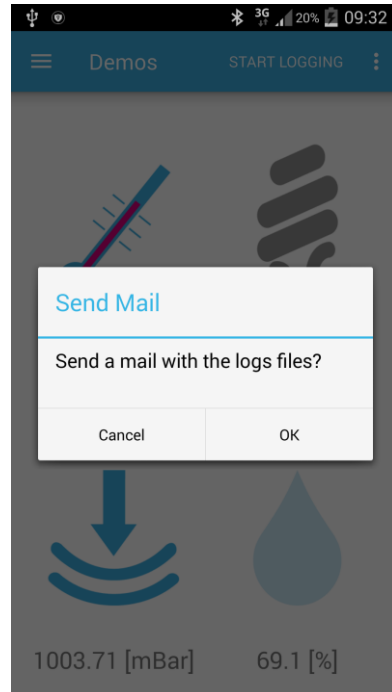 3G 20% 09:32
Demos START LOGGING
Send Mail
Send a mail with the logs files?
Cancel OK
1003.71 [mBar] 69.1 [%]